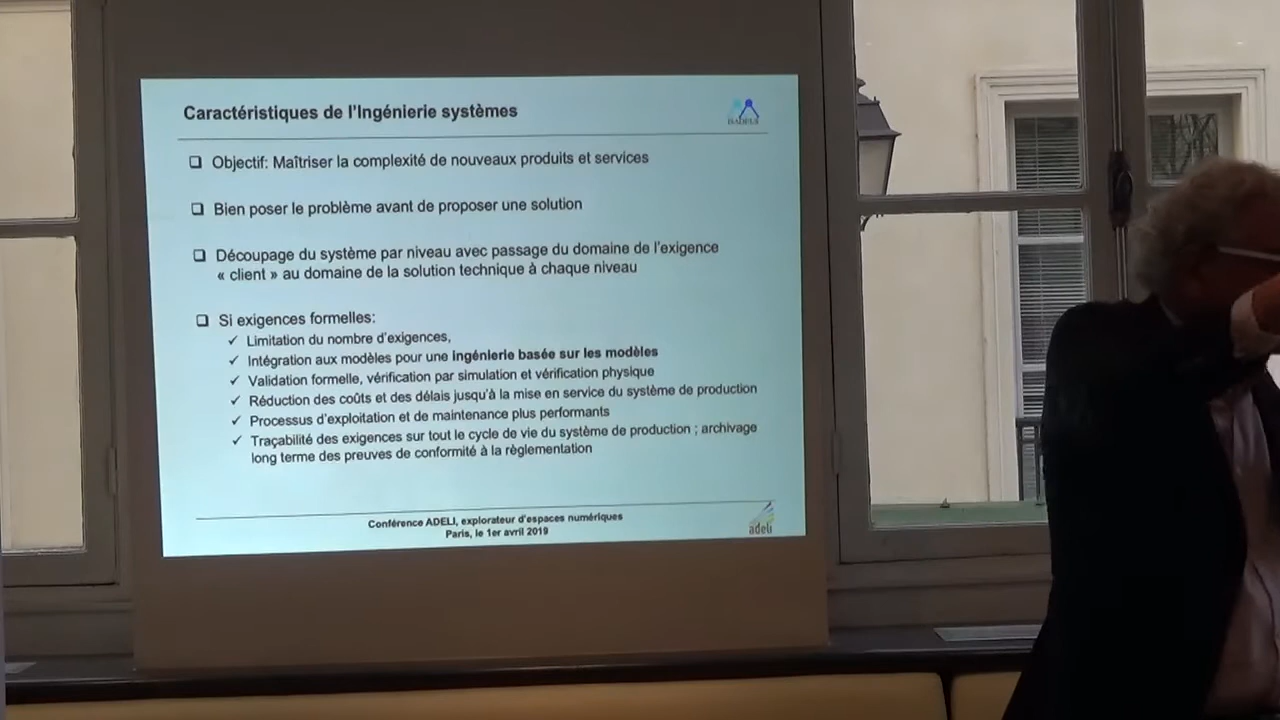 Caractéristiques de l'Ingénierie systèmes
Objectif: Maîtriser la complexité de nouveaux produits et services
Bien poser le problème avant de proposer une solution
Découpage du système par niveau avec passage du domaine de l'exigence
« client » au domaine de la solution technique à chaque niveau
Si exigences formelles:
Limitation du nombre d'exigences,
Intégration aux modèles pour une ingénierie basée sur les modèles
Validation formelle, vérification par simulation et vérification physique
Réduction des coûts et des délais jusqu'à la mise en service du système de production
Processus d'exploitation et de maintenance plus performants
Traçabilité des exigences sur tout le cycle de vie du système de production ; archivage
long terme des preuves de conformité à la règlementation
Conférence ADELI, explorateur d'espaces numériques
Paris, le 1er avril 2019
adeli